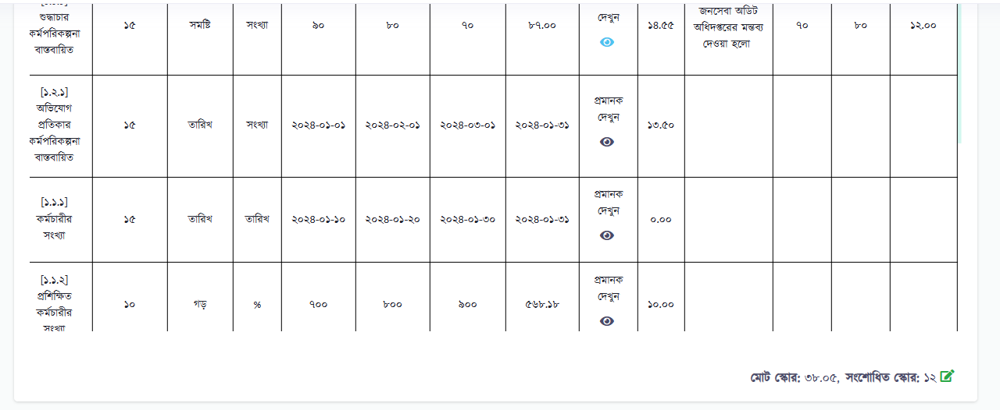 শুদ্ধাচার
কর্মপরিকল্পনা
বাস্তবায়িত
১৫
সমষ্টি
সংখ্যা
৯০
৮০
৭০
৮৭.০০
দেখুন
১৪.৫৫
জনসেবা অডিট
অধিদপ্তরের মন্তব্য
দেওয়া হলো
৭০
৮০
১২.০০
[১.২.১]
অভিযোগ
প্রতিকার
কর্মপরিকল্পনা
বাস্তবায়িত
১৫
তারিখ
সংখ্যা
২০২৪-০১-০১
২০২৪-০২-০১
২০২৪-০৩-০১
২০২৪-০১-৩১
প্রমানক
দেখুন
১৩.৫০
[১.১.১]
কর্মচারীর
সংখ্যা
১৫
তারিখ
তারিখ
২০২৪-০১-১০
২০২৪-০১-২০
২০২৪-০১-৩০
২০২৪-০১-৩১
প্রমানক
দেখুন
০.০০
[১.১.২]
প্রশিক্ষিত
কর্মচারীর
সংখ্যা
১০
গড়
%
৭০০
৮০০
৯০০
৫৬৮.১৮
প্রমানক
দেখুন
১০.০০
মোট স্কোর: ৩৮.০৫, সংশোধিত স্কোর: ১২